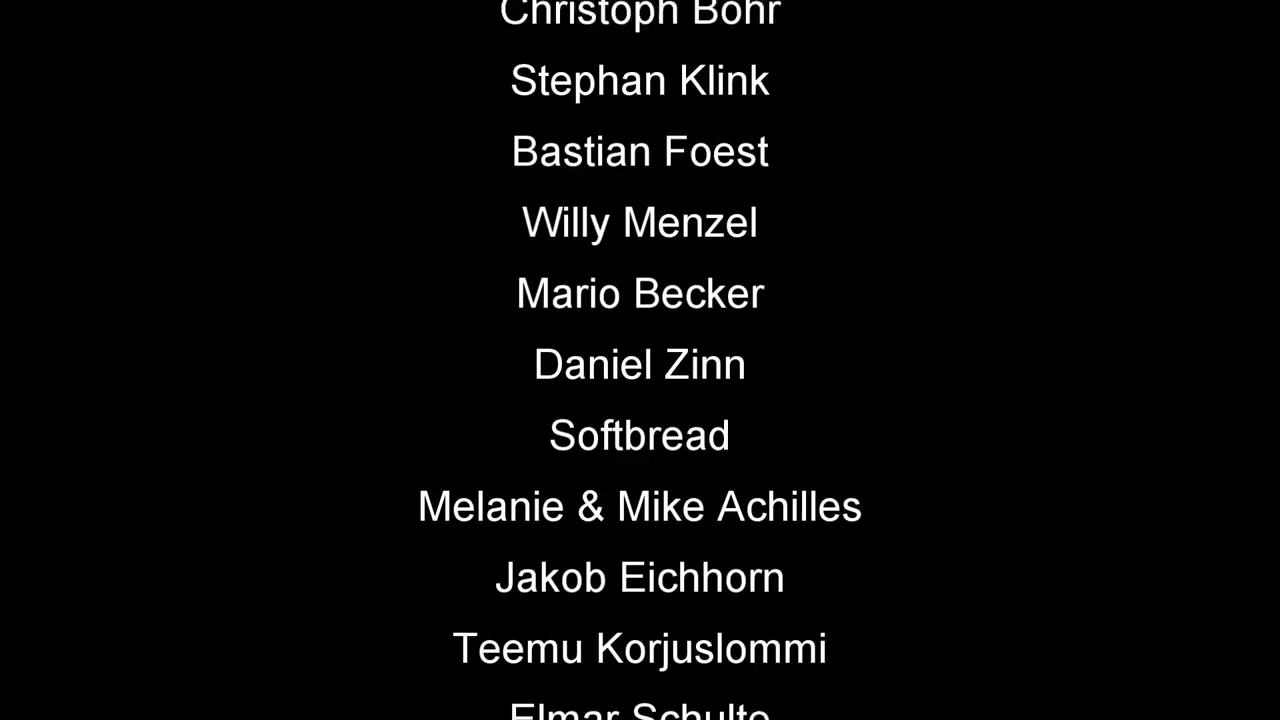 Christoph Bohr
Stephan Klink
Bastian Foest
Willy Menzel
Mario Becker
Daniel Zinn
Softbread
Melanie & Mike Achilles
Jakob Eichhorn
Teemu Korjuslommi
Elmar Schulte